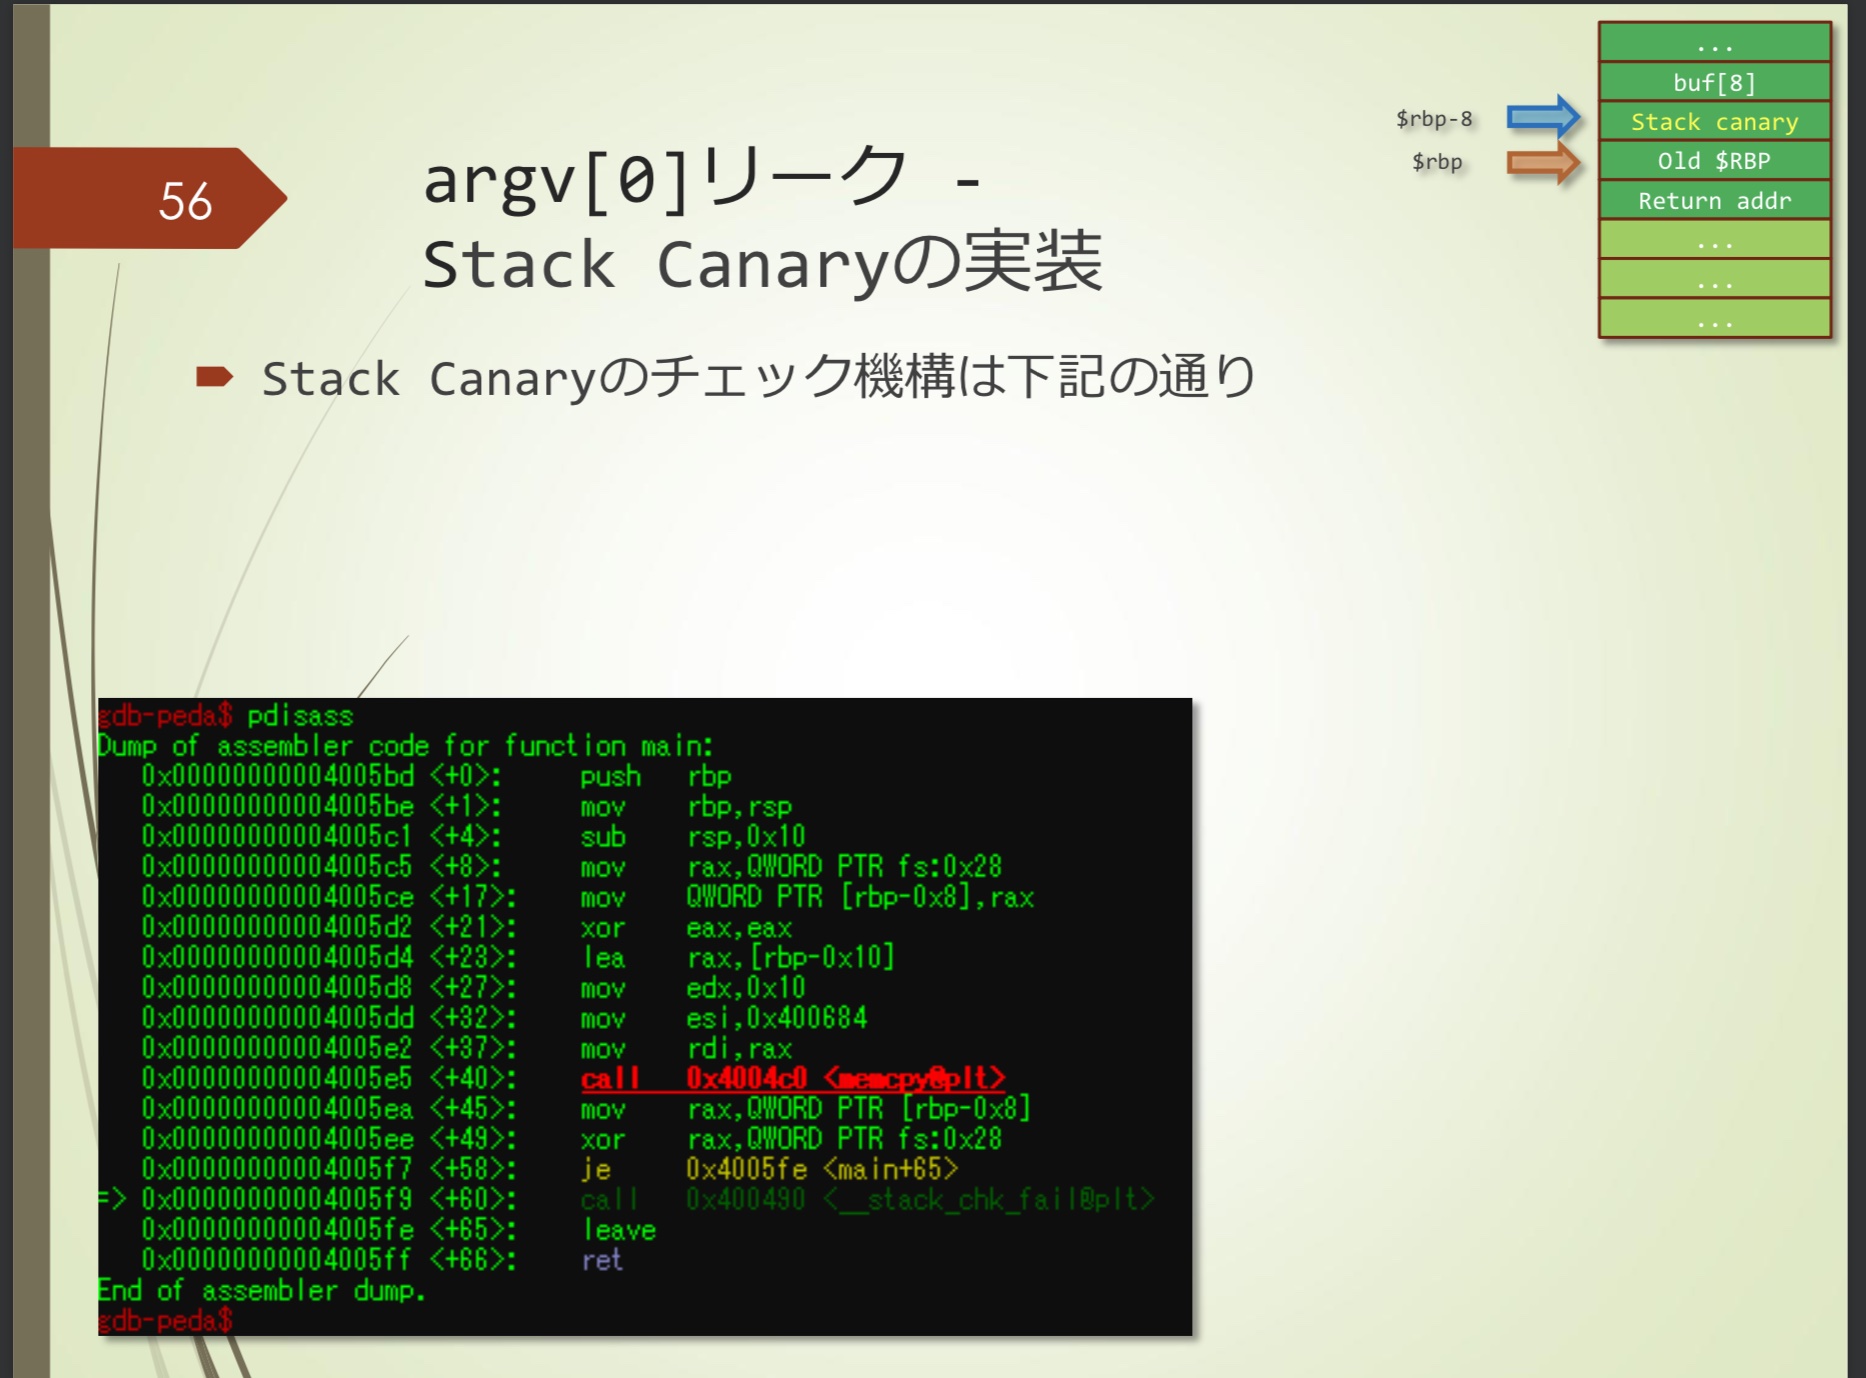 56
argv[0]リーク -
Stack Canaryの実装
Stack Canaryのチェック機構は下記の通り
$rbp-8
$rbp
...
buf[8]
Stack canary
Old $RBP
Return addr
...
...
...
gdb-peda$ pdisass
Dump of assembler code for function main:
0x00000000004005bd <+0>: push rbp
0x00000000004005be <+1>: mov rbp,rsp
0x00000000004005c1 <+4>: sub rsp,0x10
0x00000000004005c5 <+8>: mov rax,QWORD PTR fs:0x28
0x00000000004005ce <+17>: mov QWORD PTR [rbp-0x8],rax
0x00000000004005d2 <+21>: xor eax,eax
0x00000000004005d4 <+23>: lea rax,[rbp-0x10]
0x00000000004005d8 <+27>: mov edx,0x10
0x00000000004005dd <+32>: mov esi,0x400684
0x00000000004005e2 <+37>: mov rdi,rax
0x00000000004005e5 <+40>: call 0x4004c0 <memcpy@plt>
0x00000000004005ea <+45>: mov rax,QWORD PTR [rbp-0x8]
0x00000000004005ee <+49>: xor rax,QWORD PTR fs:0x28
0x00000000004005f7 <+58>: je 0x4005fe <main+65>
=> 0x00000000004005f9 <+60>: call 0x400490 <__stack_chk_fail@plt>
0x00000000004005fe <+65>: leave
0x00000000004005ff <+66>: ret
End of assembler dump.
gdb-peda$